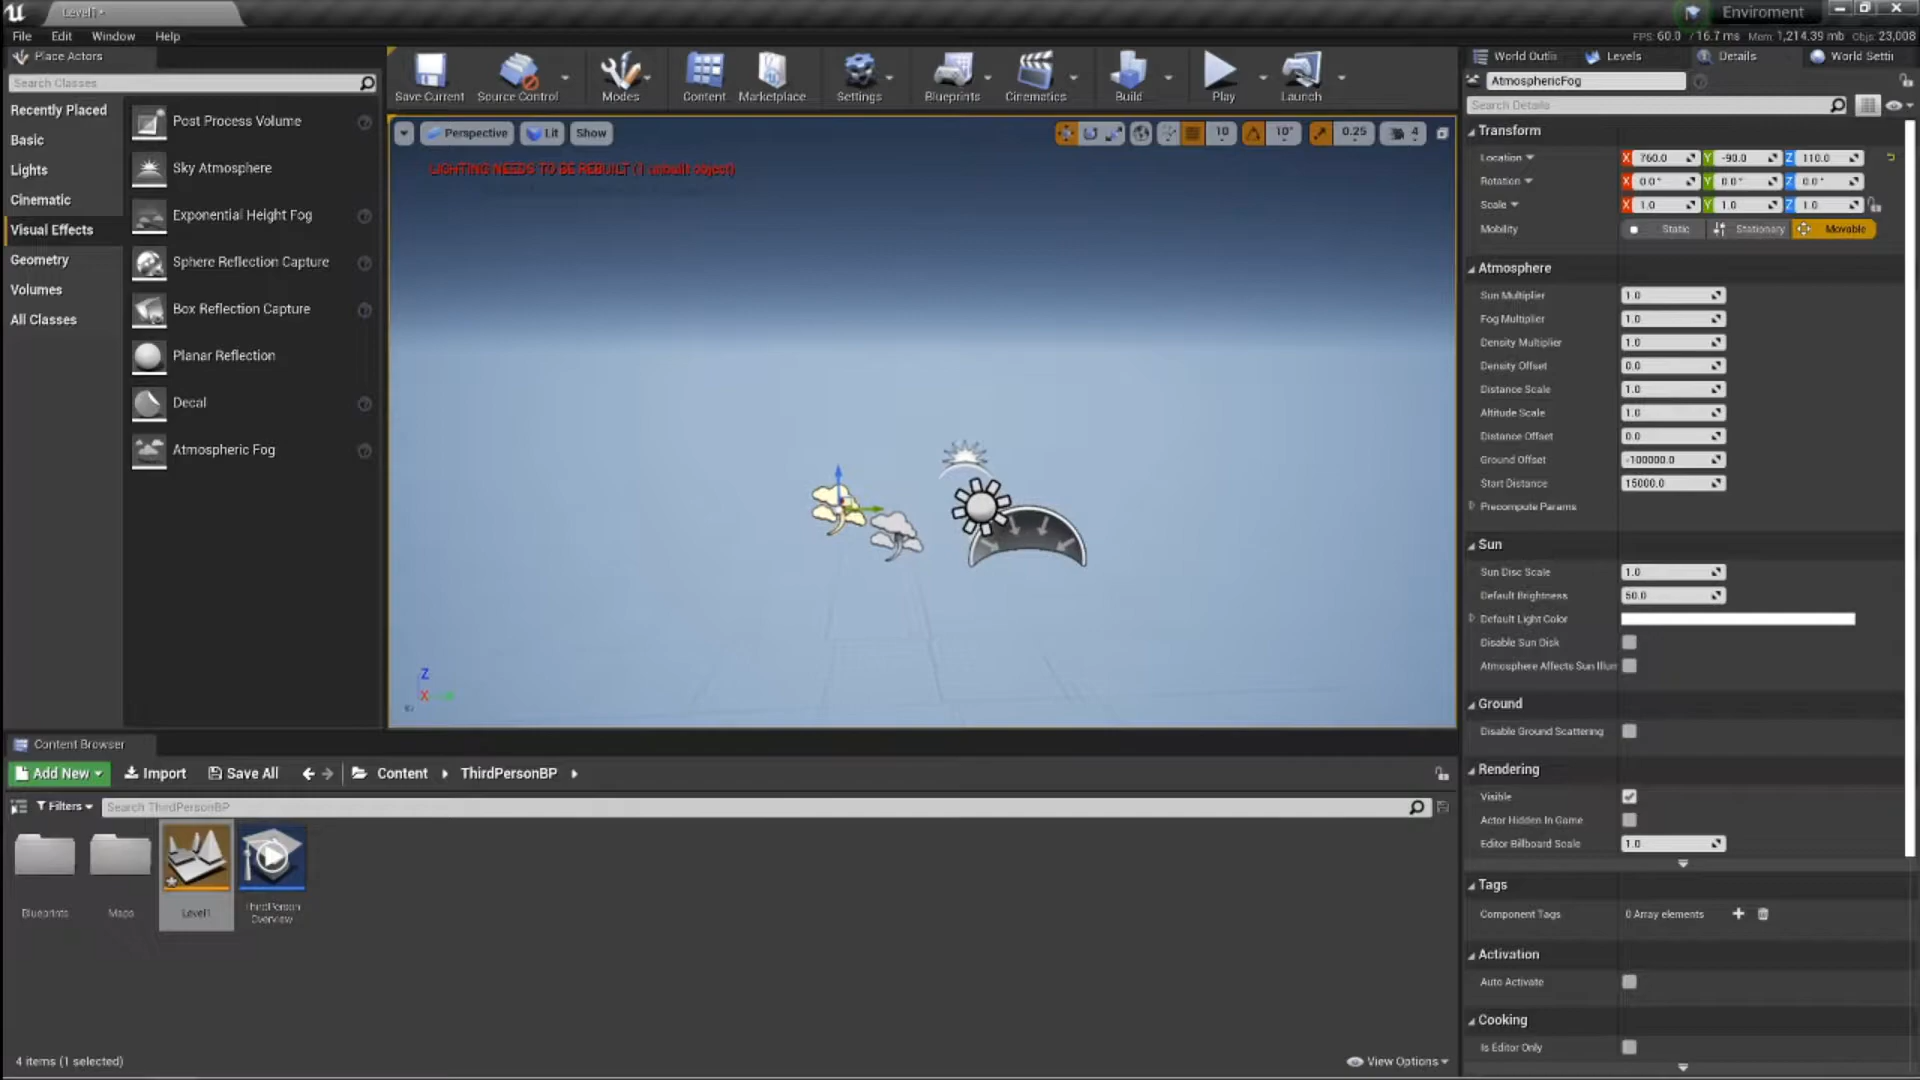 Level1*
Enviroment
File Edit Window Help
FPS: 60.0 / 16.7 ms Mem: 1,214.39 mb Objs: 23,008
Place Actors
Search Classes
Recently Placed
Basic
Lights
Cinematic
Visual Effects
Geometry
Volumes
All Classes
Post Process Volume
Sky Atmosphere
Exponential Height Fog
Sphere Reflection Capture
Box Reflection Capture
Planar Reflection
Decal
Atmospheric Fog
Save Current Source Control Modes Content Marketplace Settings Blueprints Cinematics Build Play Launch
Perspective Lit Show
10 10° 0.25 4
LIGHTING NEEDS TO BE REBUILT (1 unbuilt object)
Z
X
World Outli Levels Details World Setti
AtmosphericFog
Search Details
Transform
Location X 760.0 Y -90.0 Z 110.0
Rotation X 0.0° Y 0.0° Z 0.0°
Scale X 1.0 Y 1.0 Z 1.0
Mobility Static Stationary Movable
Atmosphere
Sun Multiplier 1.0
Fog Multiplier 1.0
Density Multiplier 1.0
Density Offset 0.0
Distance Scale 1.0
Altitude Scale 1.0
Distance Offset 0.0
Ground Offset -100000.0
Start Distance 15000.0
Precompute Params
Sun
Sun Disc Scale 1.0
Default Brightness 50.0
Default Light Color
Disable Sun Disk
Atmosphere Affects Sun Illum
Ground
Disable Ground Scattering
Rendering
Visible
Actor Hidden In Game
Editor Billboard Scale 1.0
Tags
Component Tags 0 Array elements
Activation
Auto Activate
Cooking
Is Editor Only
Content Browser
Add New Import Save All Content ThirdPersonBP
Filters Search ThirdPersonBP
Blueprints
Maps
Level1
ThirdPerson
Overview
4 items (1 selected)
View Options